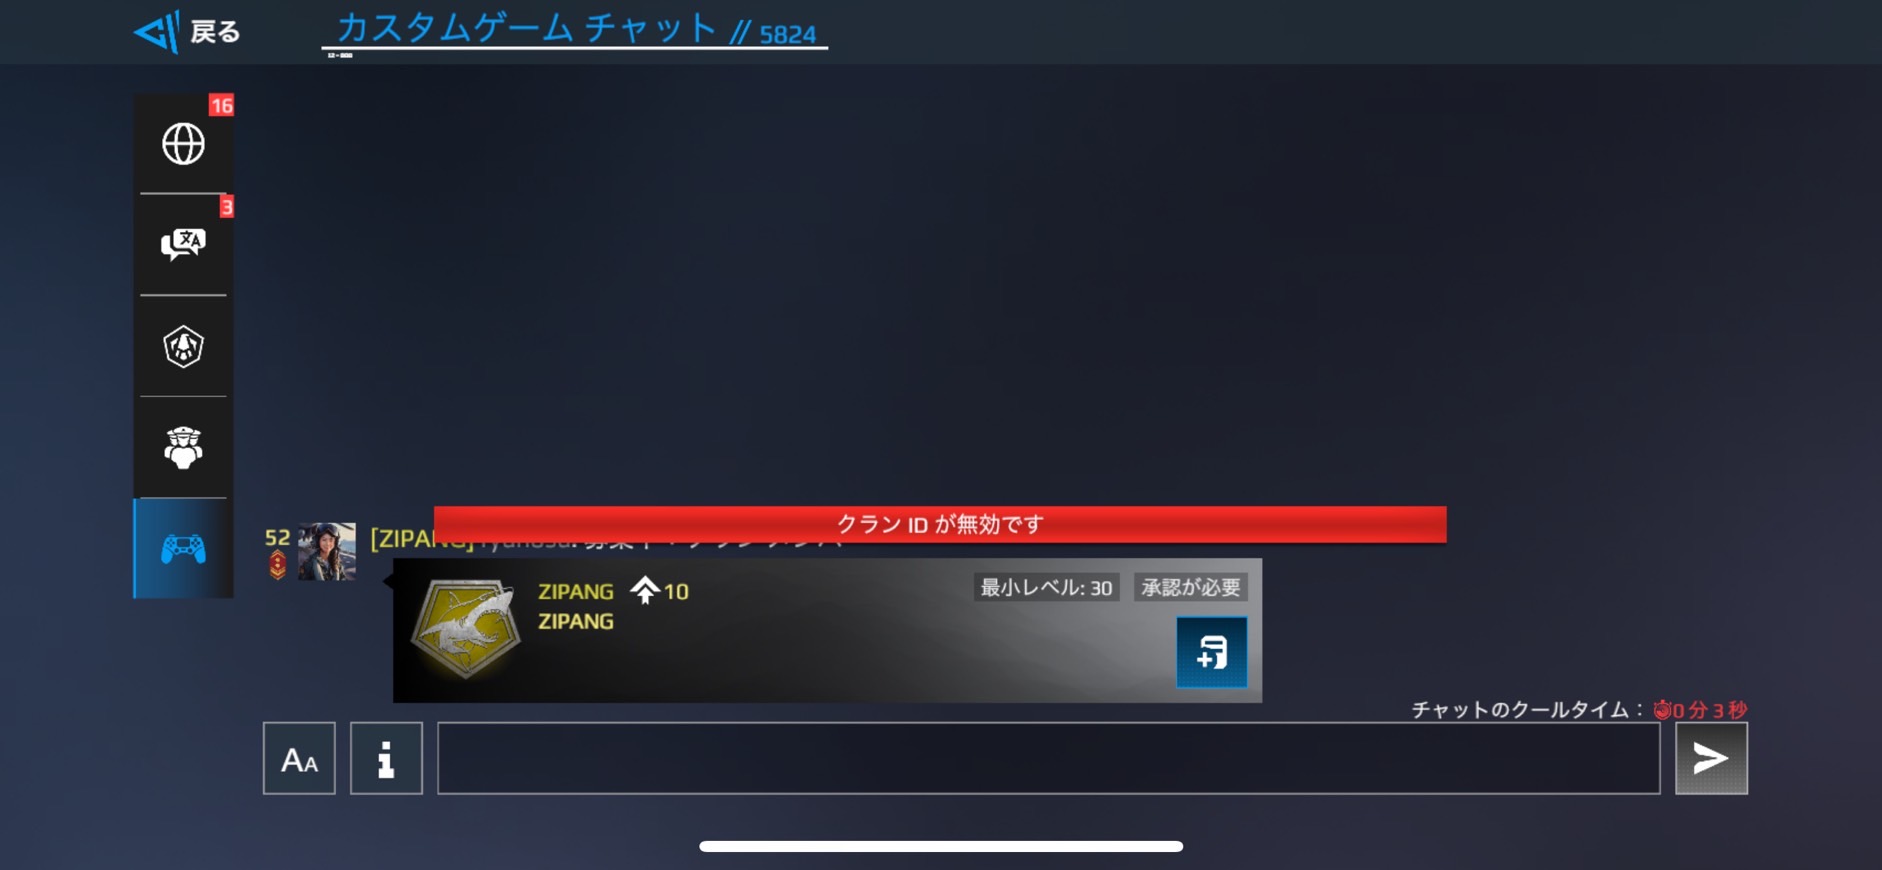 戻る
カスタムゲーム チャット // 5824
16
3
クラン ID が無効です
52
[ZIPANG]
ZIPANG 10
最小レベル: 30
承認が必要
ZIPANG
チャットのクールタイム： 0 分 3 秒
AA
i